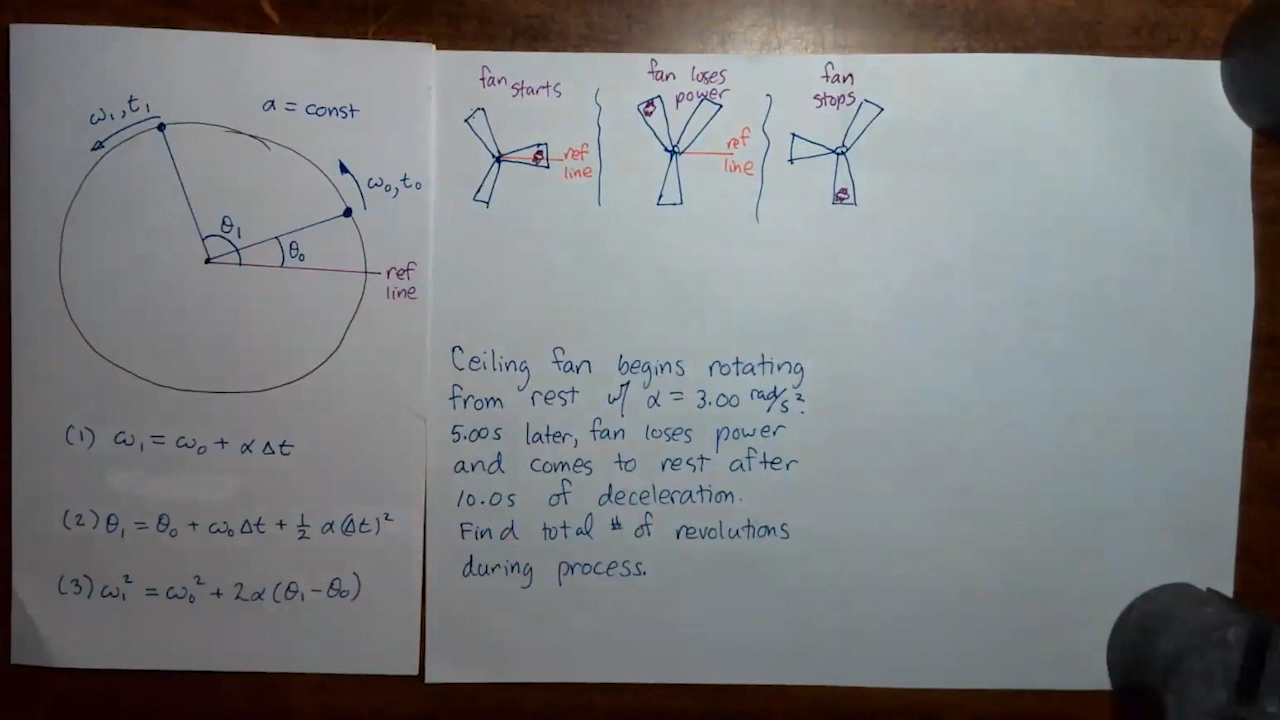 ω₁, t₁
α = const
ω₀, t₀
θ₁
θ₀
ref
line
(1) ω₁ = ω₀ + α Δt
(2) θ₁ = θ₀ + ω₀ Δt + ½ α (Δt)²
(3) ω₁² = ω₀² + 2α (θ₁ - θ₀)
fan starts
ref
line
fan loses
power
ref
line
fan
stops
Ceiling fan begins rotating
from rest w/ α = 3.00 rad/s².
5.00s later, fan loses power
and comes to rest after
10.0s of deceleration.
Find total # of revolutions
during process.